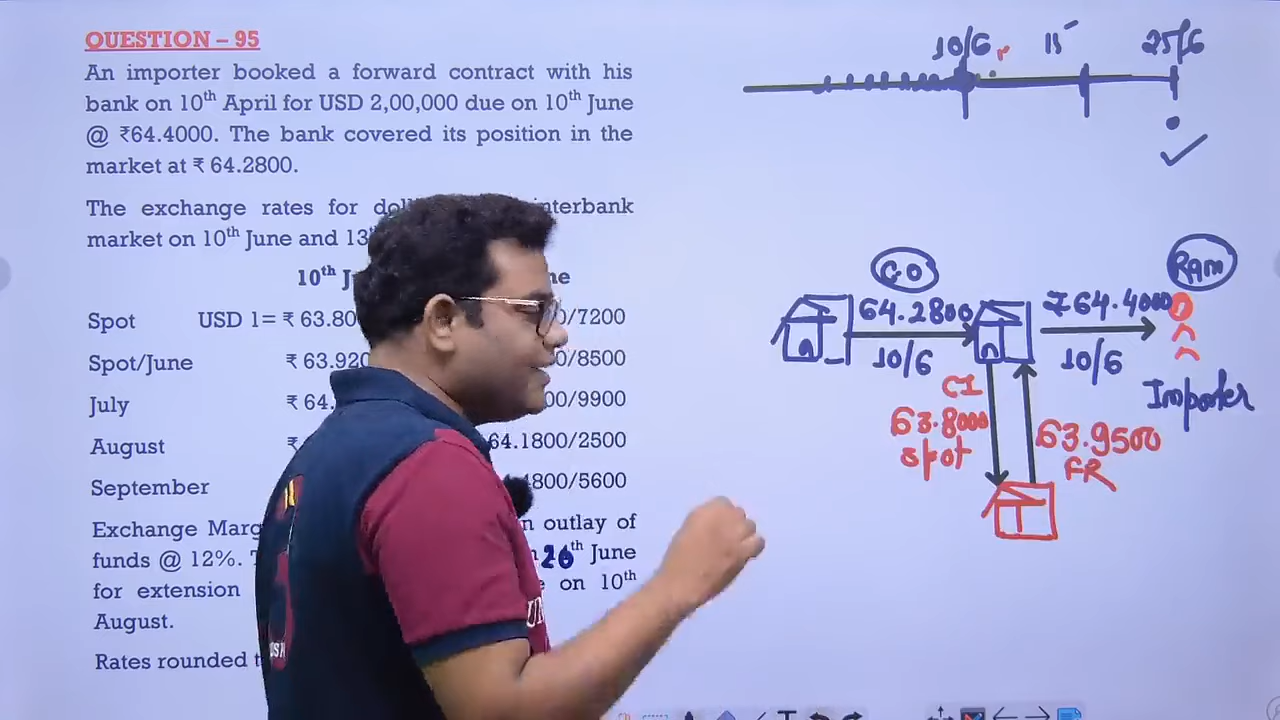 QUESTION – 95
An importer booked a forward contract with his
bank on 10th April for USD 2,00,000 due on 10th June
@ ₹64.4000. The bank covered its position in the
market at ₹ 64.2800.
The exchange rates for interbank
market on 10th June and
10th
Spot USD 1= ₹ 63.80 0/7200
Spot/June ₹ 63.920 0/8500
July ₹ 64. 00/9900
August ₹ 64.1800/2500
September 4800/5600
Exchange n outlay of
funds @ 12%. 26th June
for extension on 10th
August.
Rates rounded
10/6 15 25/6
CO Ram
64.2800 ₹64.4000
10/6 10/6
C1 Importer
63.8000 63.9500
Spot FR